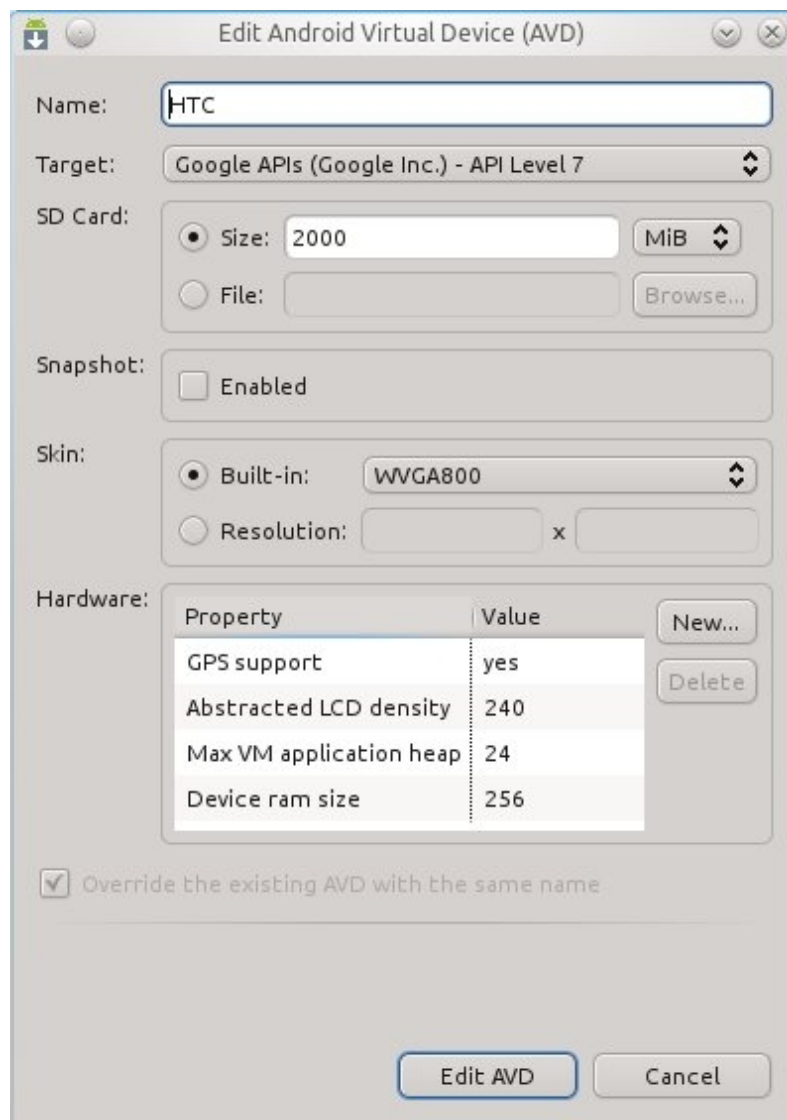 Edit Android Virtual Device (AVD)
Name: HTC
Target: Google APIs (Google Inc.) - API Level 7
SD Card:
Size: 2000 MiB
File: Browse...
Snapshot:
Enabled
Skin:
Built-in: WVGA800
Resolution: x
Hardware:
Property Value New...
GPS support yes
Delete
Abstracted LCD density 240
Max VM application heap 24
Device ram size 256
Override the existing AVD with the same name
Edit AVD Cancel